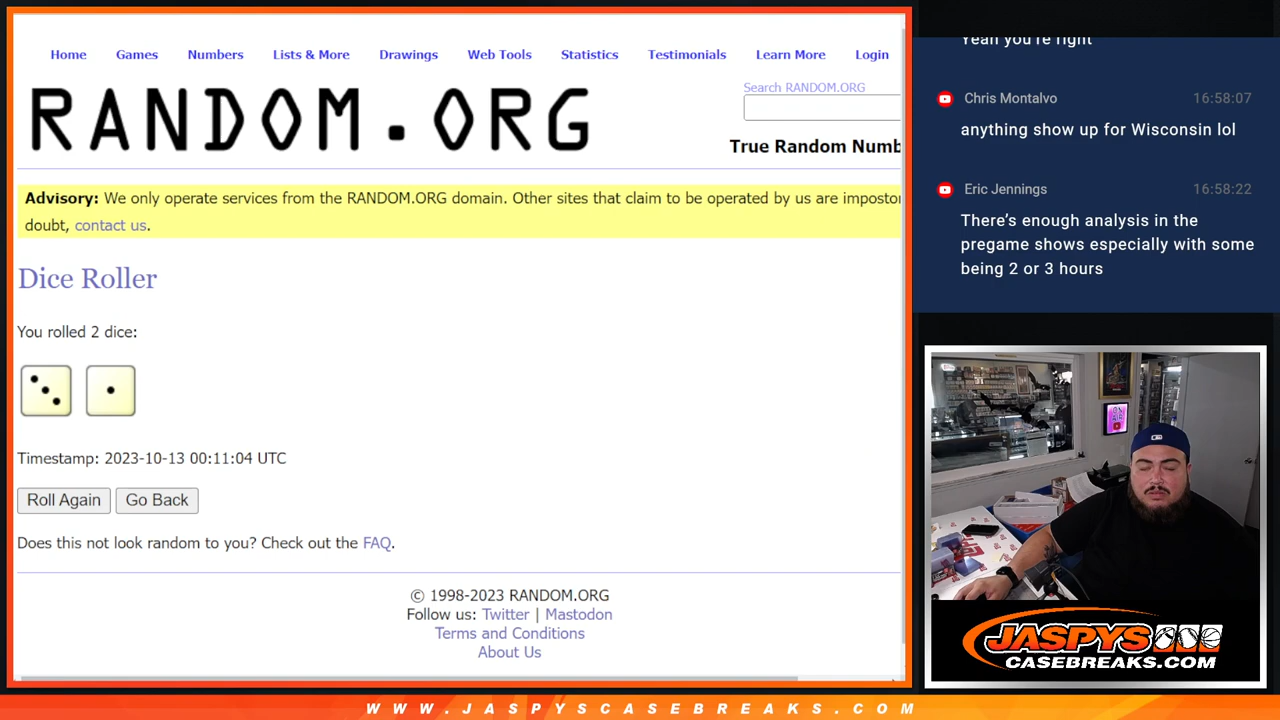 Home Games Numbers Lists & More Drawings Web Tools Statistics Testimonials Learn More Login
RANDOM.ORG
Search RANDOM.ORG
True Random Numb
Advisory: We only operate services from the RANDOM.ORG domain. Other sites that claim to be operated by us are impostor
doubt, contact us.
Dice Roller
You rolled 2 dice:
Timestamp: 2023-10-13 00:11:04 UTC
Roll Again Go Back
Does this not look random to you? Check out the FAQ.
© 1998-2023 RANDOM.ORG
Follow us: Twitter | Mastodon
Terms and Conditions
About Us
Yeah you're right
Chris Montalvo 16:58:07
anything show up for Wisconsin lol
Eric Jennings 16:58:22
There's enough analysis in the
pregame shows especially with some
being 2 or 3 hours
ON
AIR
JASPYS
CASEBREAKS.COM
WWW.JASPYSCASEBREAKS.COM